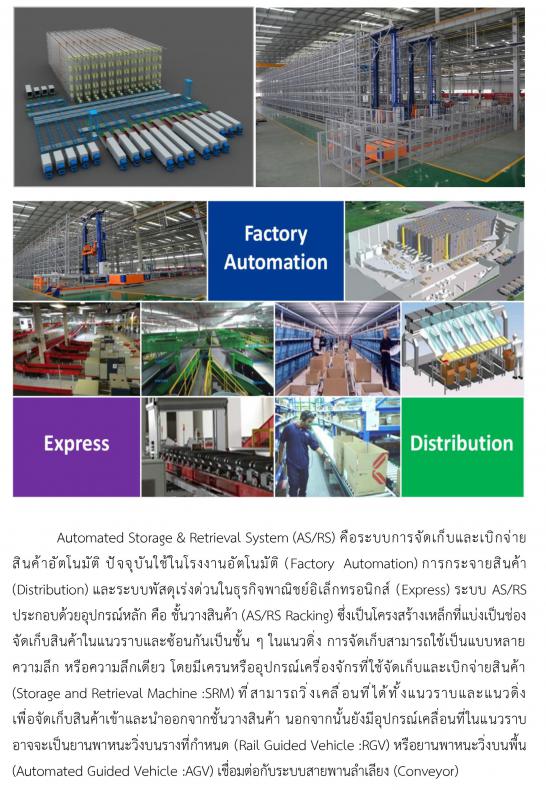 Factory
Automation
Express
Distribution
Automated Storage & Retrieval System (AS/RS) คือระบบการจัดเก็บและเบิกจ่าย
สินค้าอัตโนมัติ ปัจจุบันใช้ในโรงงานอัตโนมัติ (Factory Automation) การกระจายสินค้า
(Distribution) และระบบพัสดุเร่งด่วนในธุรกิจพาณิชย์อิเล็กทรอนิกส์ (Express) ระบบ AS/RS
ประกอบด้วยอุปกรณ์หลัก คือ ชั้นวางสินค้า (AS/RS Racking) ซึ่งเป็นโครงสร้างเหล็กที่แบ่งเป็นช่อง
จัดเก็บสินค้าในแนวราบและซ้อนกันเป็นชั้น ๆ ในแนวดิ่ง การจัดเก็บสามารถใช้เป็นแบบหลาย
ความลึก หรือความลึกเดียว โดยมีเครนหรืออุปกรณ์เครื่องจักรที่ใช้จัดเก็บและเบิกจ่ายสินค้า
(Storage and Retrieval Machine :SRM) ที่สามารถวิ่งเคลื่อนที่ได้ทั้งแนวราบและแนวดิ่ง
เพื่อจัดเก็บสินค้าเข้าและนำออกจากชั้นวางสินค้า นอกจากนั้นยังมีอุปกรณ์เคลื่อนที่ในแนวราบ
อาจจะเป็นยานพาหนะวิ่งบนรางที่กำหนด (Rail Guided Vehicle :RGV) หรือยานพาหนะวิ่งบนพื้น
(Automated Guided Vehicle :AGV) เชื่อมต่อกับระบบสายพานลำเลียง (Conveyor)